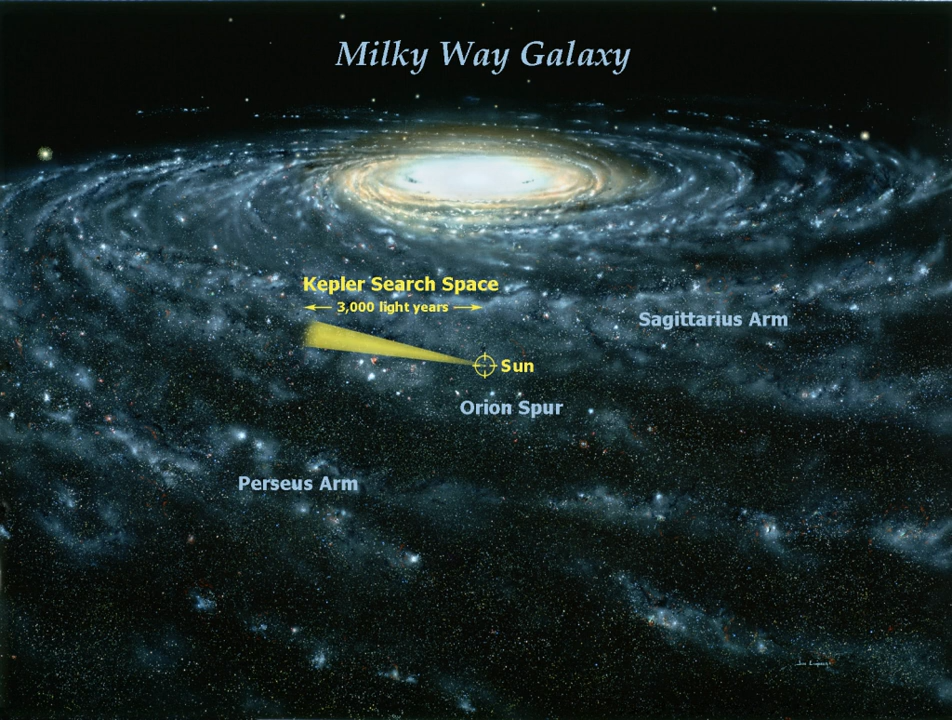 Milky Way Galaxy
Kepler Search Space
3,000 light years
Sagittarius Arm
Sun
Orion Spur
Perseus Arm